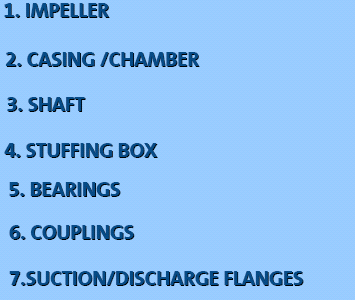 1. IMPELLER
2. CASING /CHAMBER
3. SHAFT
4. STUFFING BOX
5. BEARINGS
6. COUPLINGS
7.SUCTION/DISCHARGE FLANGES